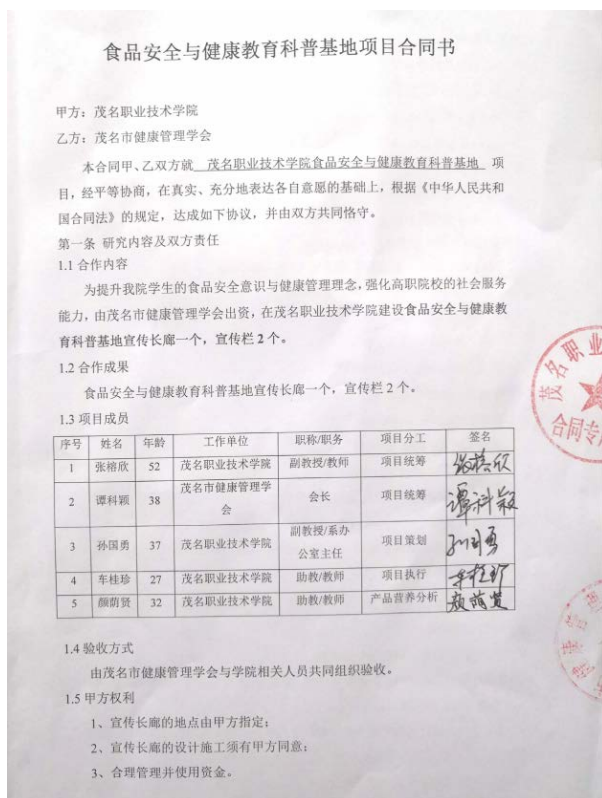 食品安全与健康教育科普基地项目合同书
甲方：茂名职业技术学院
乙方：茂名市健康管理学会
本合同甲、乙双方就 茂名职业技术学院食品安全与健康教育科普基地 项
目，经平等协商，在真实、充分地表达各自意愿的基础上，根据《中华人民共和
国合同法》的规定，达成如下协议，并由双方共同恪守。
第一条 研究内容及双方责任
1.1 合作内容
为提升我院学生的食品安全意识与健康管理理念，强化高职院校的社会服务
能力，由茂名市健康管理学会出资，在茂名职业技术学院建设食品安全与健康教
育科普基地宣传长廊一个，宣传栏 2 个。
1.2 合作成果
食品安全与健康教育科普基地宣传长廊一个，宣传栏 2 个。
1.3 项目成员
序号 姓名 年龄 工作单位 职称/职务 项目分工 签名
1 张榕欣 52 茂名职业技术学院 副教授/教师 项目统筹 张榕欣
2 谭科颖 38 茂名市健康管理学会 会长 项目统筹 谭科颖
3 孙国勇 37 茂名职业技术学院 副教授/系办公室主任 项目策划 孙国勇
4 车桂珍 27 茂名职业技术学院 助教/教师 项目执行 车桂珍
5 颜荫贤 32 茂名职业技术学院 助教/教师 产品营养分析 颜荫贤
1.4 验收方式
由茂名市健康管理学会与学院相关人员共同组织验收。
1.5 甲方权利
1、宣传长廊的地点由甲方指定；
2、宣传长廊的设计施工须有甲方同意；
3、合理管理并使用资金。
茂名职业
合同专